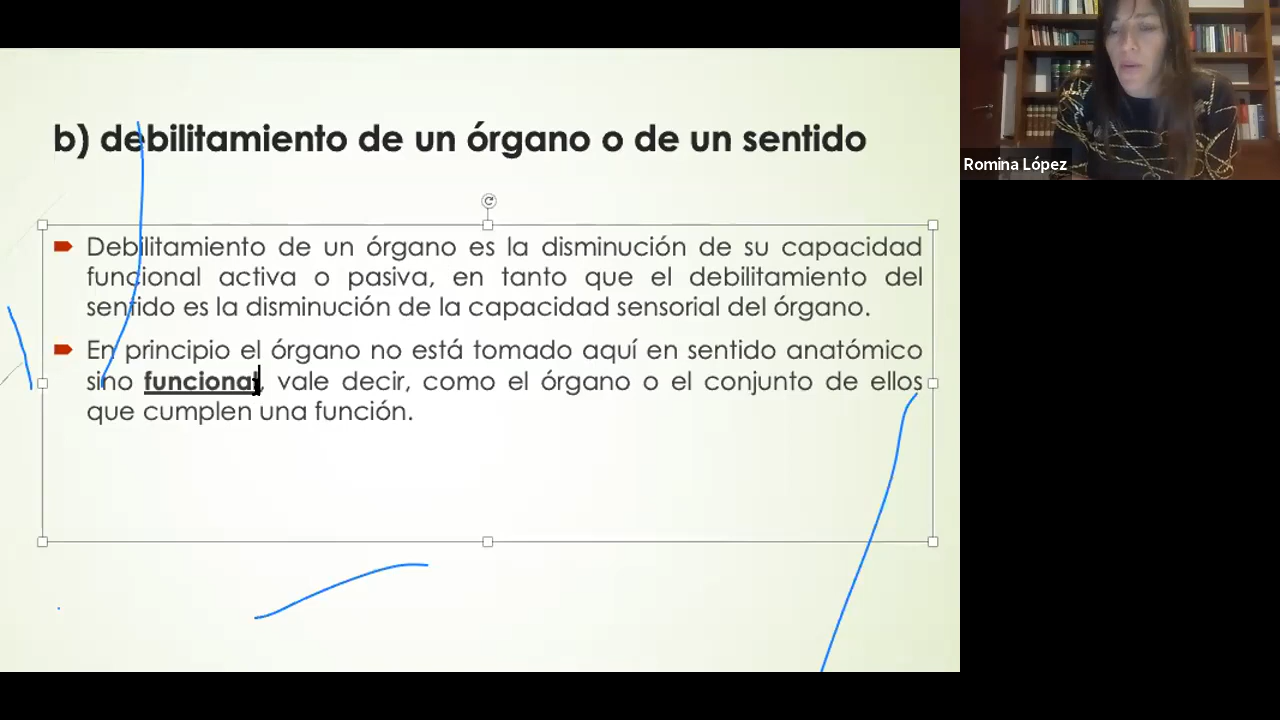 b) debilitamiento de un órgano o de un sentido
Debilitamiento de un órgano es la disminución de su capacidad
funcional activa o pasiva, en tanto que el debilitamiento del
sentido es la disminución de la capacidad sensorial del órgano.
En principio el órgano no está tomado aquí en sentido anatómico
sino funcional, vale decir, como el órgano o el conjunto de ellos
que cumplen una función.
Romina López